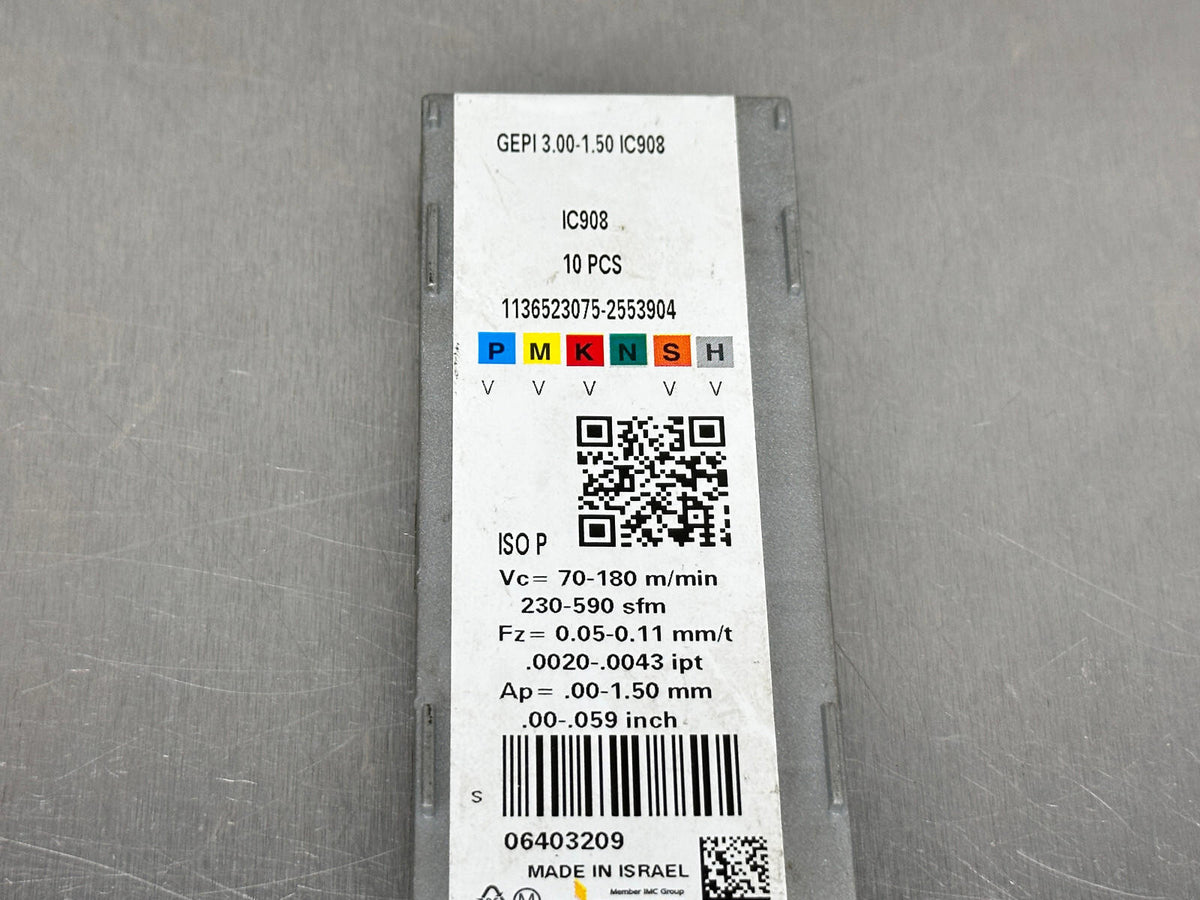 GEPI 3.00-1.50 IC908
IC908
10 PCS
1136523075-2553904
P M K N S H
V V V V V
ISO P
Vc= 70-180 m/min
230-590 sfm
Fz= 0.05-0.11 mm/t
.0020-.0043 ipt
Ap= .00-1.50 mm
.00-.059 inch
S
06403209
MADE IN ISRAEL
M
Member IMC Group